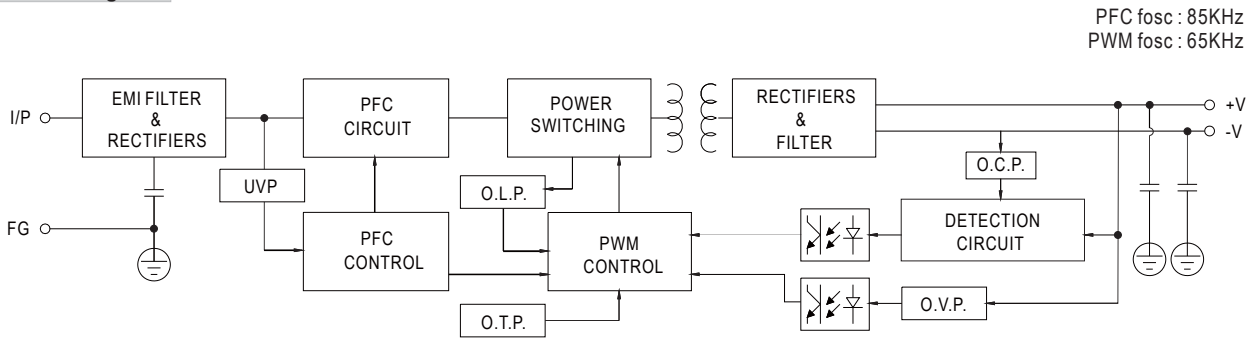 PFC fosc : 85KHz
PWM fosc : 65KHz
I/P
EMI FILTER
&
RECTIFIERS
PFC
CIRCUIT
POWER
SWITCHING
RECTIFIERS
&
FILTER
+V
-V
UVP
O.L.P.
O.C.P.
FG
PFC
CONTROL
PWM
CONTROL
DETECTION
CIRCUIT
O.T.P.
O.V.P.